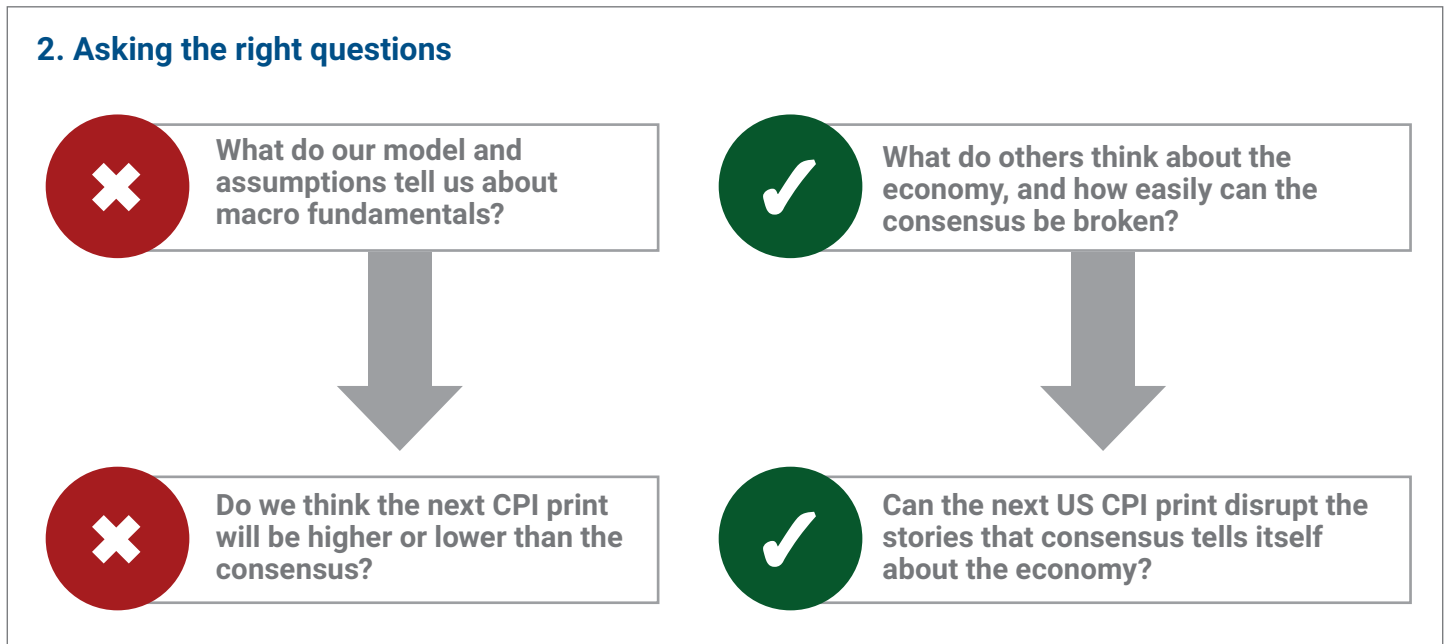 2. Asking the right questions
What do our model and
assumptions tell us about
macro fundamentals?
What do others think about the
economy, and how easily can the
consensus be broken?
Do we think the next CPI print
will be higher or lower than the
consensus?
Can the next US CPI print disrupt the
stories that consensus tells itself
about the economy?